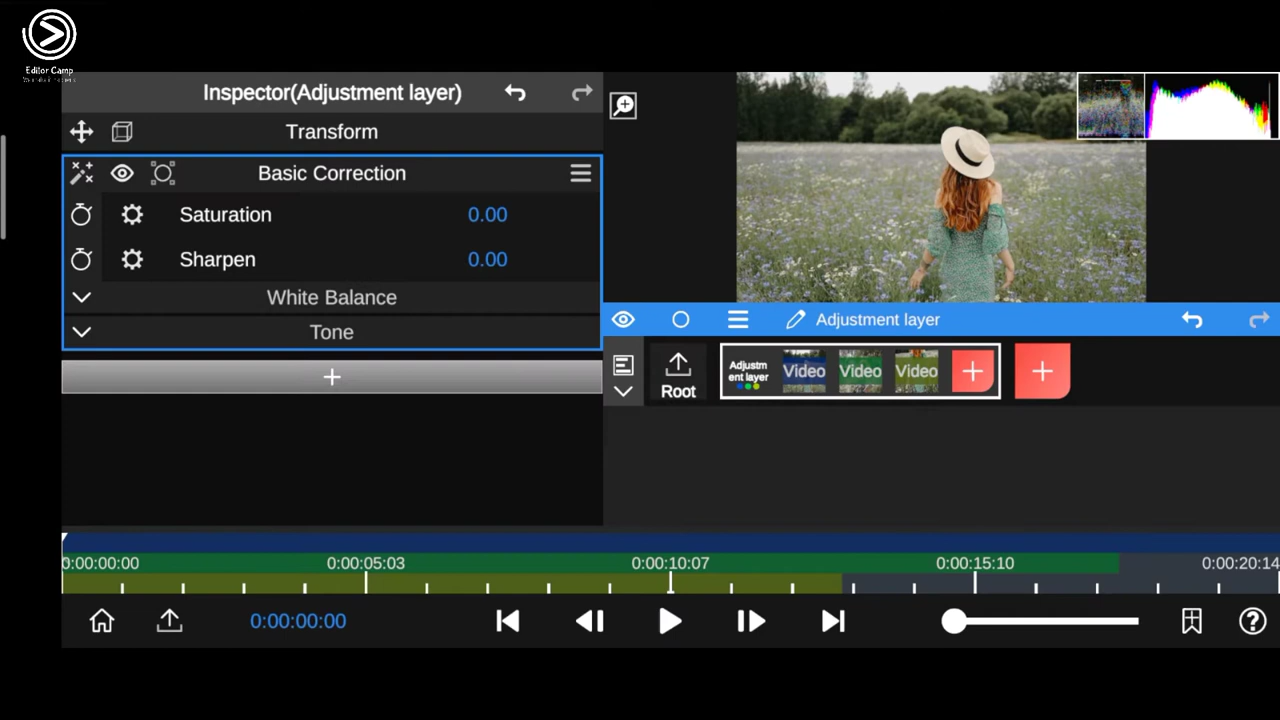 Editor Camp
Inspector(Adjustment layer)
Transform
Basic Correction
Saturation 0.00
Sharpen 0.00
White Balance
Tone
+
Adjustment layer
Root
Adjustm
ent layer
Video
Video
Video
+
+
0:00:00:00 0:00:05:03 0:00:10:07 0:00:15:10 0:00:20:14
0:00:00:00
?